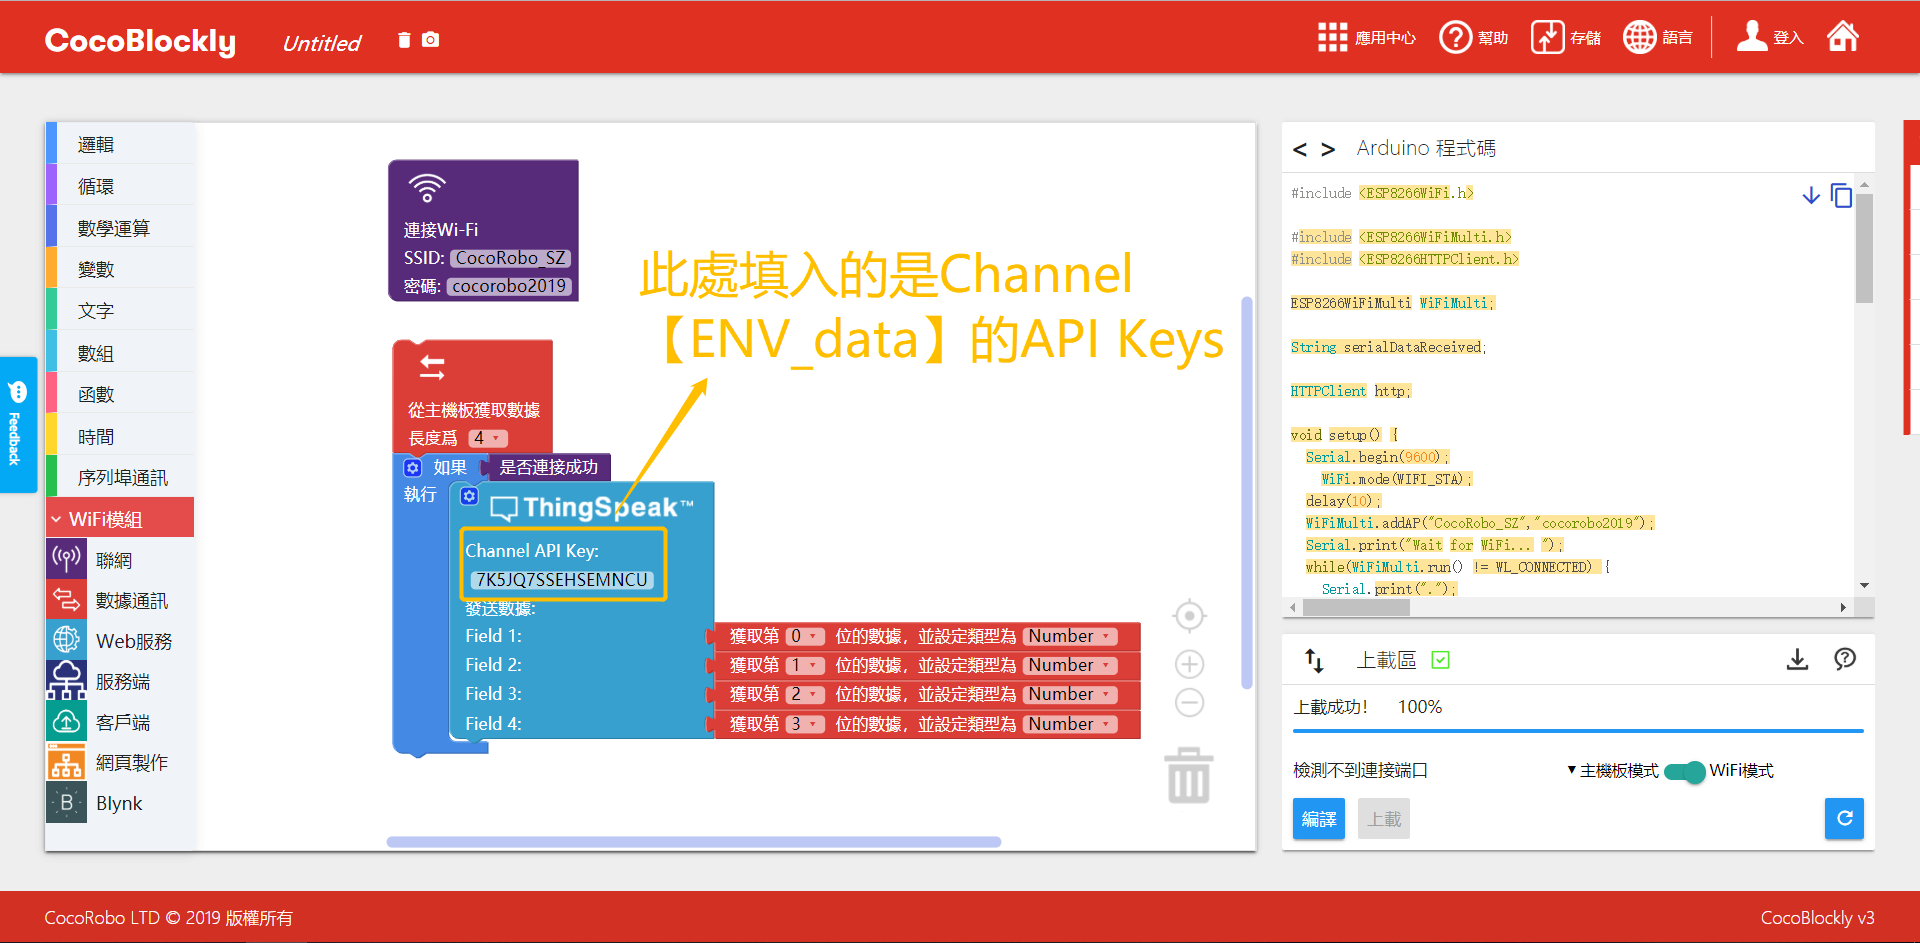 CocoBlockly
Untitled
應用中心
幫助
存儲
語言
登入
邏輯
循環
數學運算
變數
文字
數組
函數
時間
序列埠通訊
WiFi模組
聯網
數據通訊
Web服務
服務端
客戶端
網頁製作
B
Blynk
Feedback
連接Wi-Fi
SSID: CocoRobo_SZ
密碼: cocorobo2019
此處填入的是Channel
【ENV_data】的API Keys
從主機板獲取數據
長度爲 4
如果 是否連接成功
執行
ThingSpeak™
Channel API Key:
7K5JQ7SSEHSEMNCU
發送數據:
Field 1: 獲取第 0 位的數據，並設定類型為 Number
Field 2: 獲取第 1 位的數據，並設定類型為 Number
Field 3: 獲取第 2 位的數據，並設定類型為 Number
Field 4: 獲取第 3 位的數據，並設定類型為 Number
< > Arduino 程式碼
#include <ESP8266WiFi.h>
#include <ESP8266WiFiMulti.h>
#include <ESP8266HTTPClient.h>
ESP8266WiFiMulti WiFiMulti;
String serialDataReceived;
HTTPClient http;
void setup() {
Serial.begin(9600);
WiFi.mode(WIFI_STA);
delay(10);
WiFiMulti.addAP("CocoRobo_SZ","cocorobo2019");
Serial.print("Wait for WiFi... ");
while(WiFiMulti.run() != WL_CONNECTED) {
Serial.print(".");
上載區
上載成功! 100%
檢測不到連接端口
主機板模式 WiFi模式
編譯
上載
CocoRobo LTD © 2019 版權所有
CocoBlockly v3